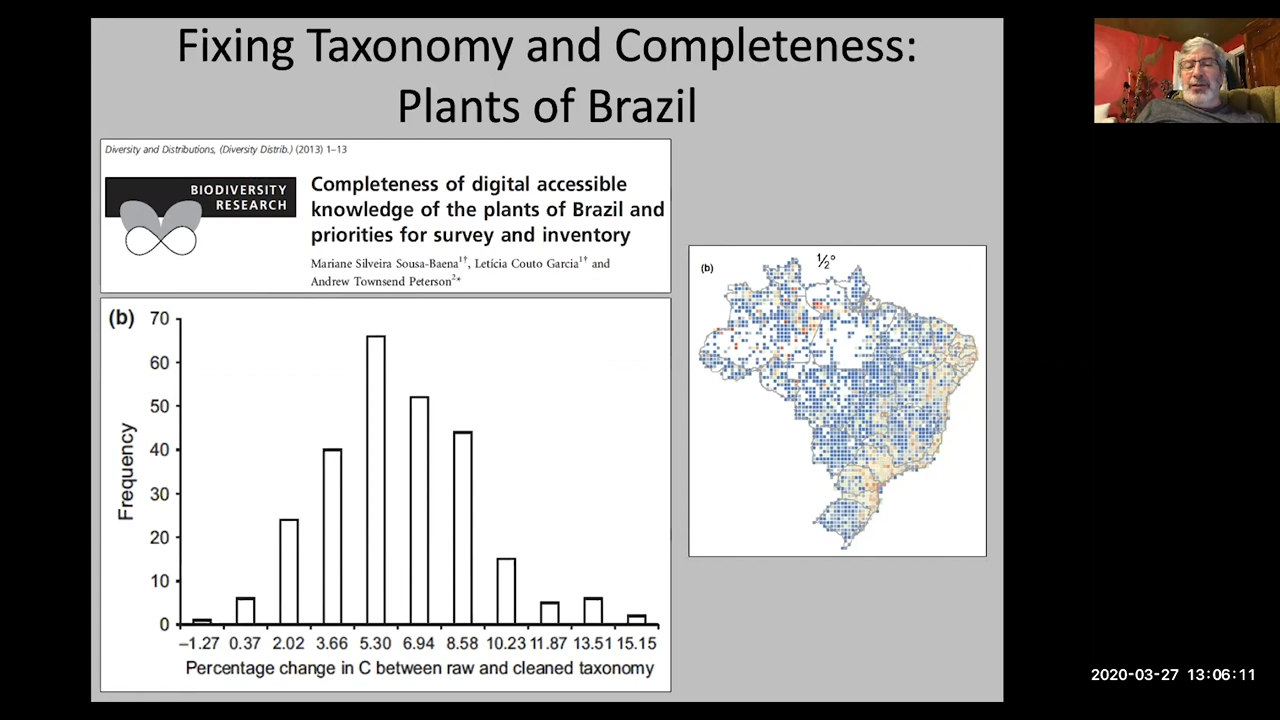 Fixing Taxonomy and Completeness:
Plants of Brazil
Diversity and Distributions, (Diversity Distrib.) (2013) 1–13
BIODIVERSITY
RESEARCH
Completeness of digital accessible
knowledge of the plants of Brazil and
priorities for survey and inventory
Mariane Silveira Sousa-Baena1†, Letícia Couto Garcia1† and
Andrew Townsend Peterson2*
(b)
70
60
50
40
30
20
10
0
Frequency
−1.27 0.37 2.02 3.66 5.30 6.94 8.58 10.23 11.87 13.51 15.15
Percentage change in C between raw and cleaned taxonomy
(b)
½°
2020-03-27 13:06:11